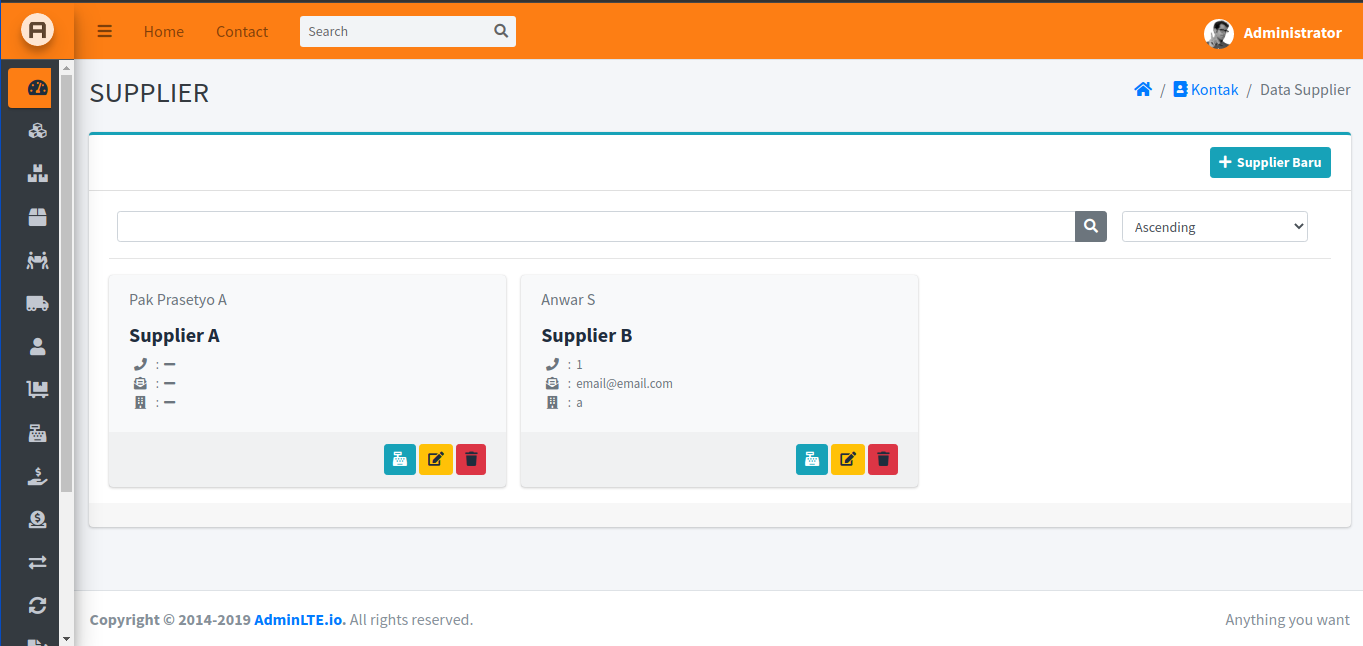 A
Home
Contact
Search
Administrator
SUPPLIER
/ Kontak / Data Supplier
Supplier Baru
Ascending
Pak Prasetyo A
Supplier A
: —
: —
: —
Anwar S
Supplier B
: 1
: email@email.com
: a
Copyright © 2014-2019 AdminLTE.io. All rights reserved.
Anything you want